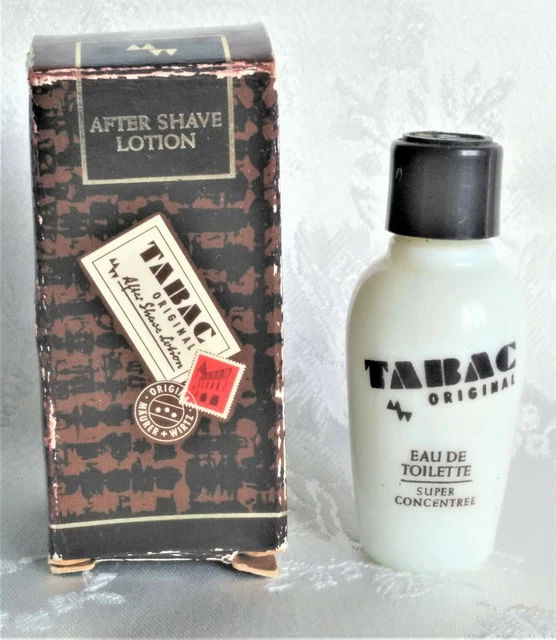 AFTER SHAVE
LOTION
TABAC
ORIGINAL
After Shave Lotion
ORIGINAL
MÄURER + WIRTZ
TABAC
ORIGINAL
EAU DE
TOILETTE
SUPER
CONCENTREE